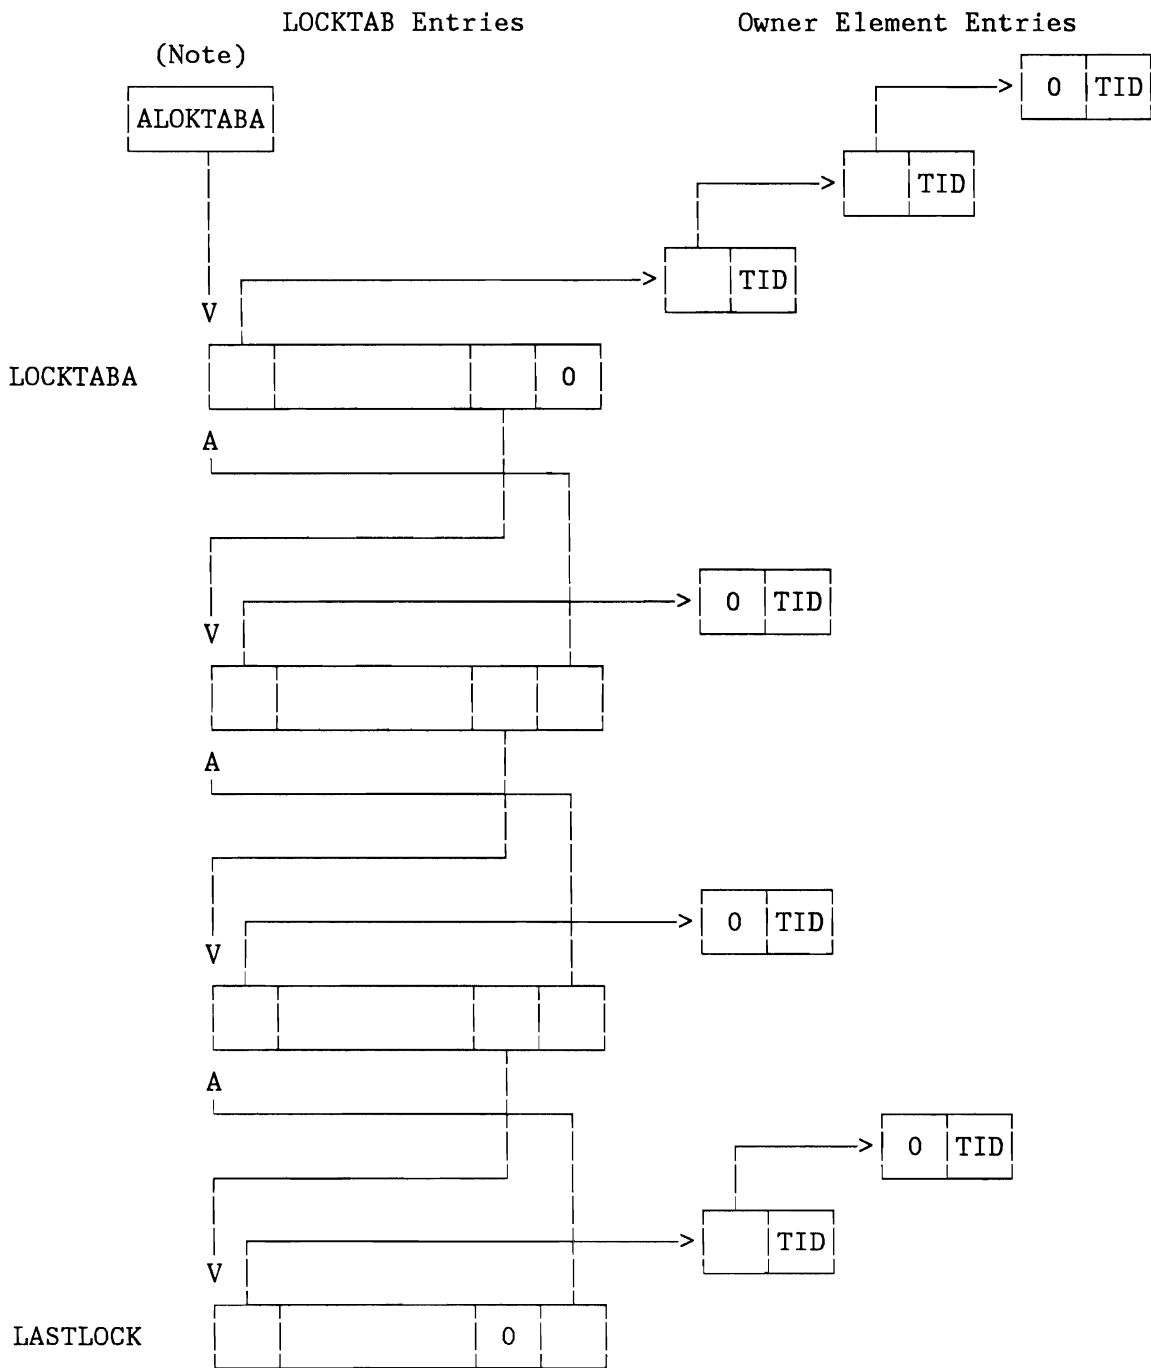 LOCKTAB Entries Owner Element Entries
(Note)
0 TID
ALOKTABA
TID
TID
V
LOCKTABA 0
A
0 TID
V
A
0 TID
V
A
0 TID
TID
V
LASTLOCK 0